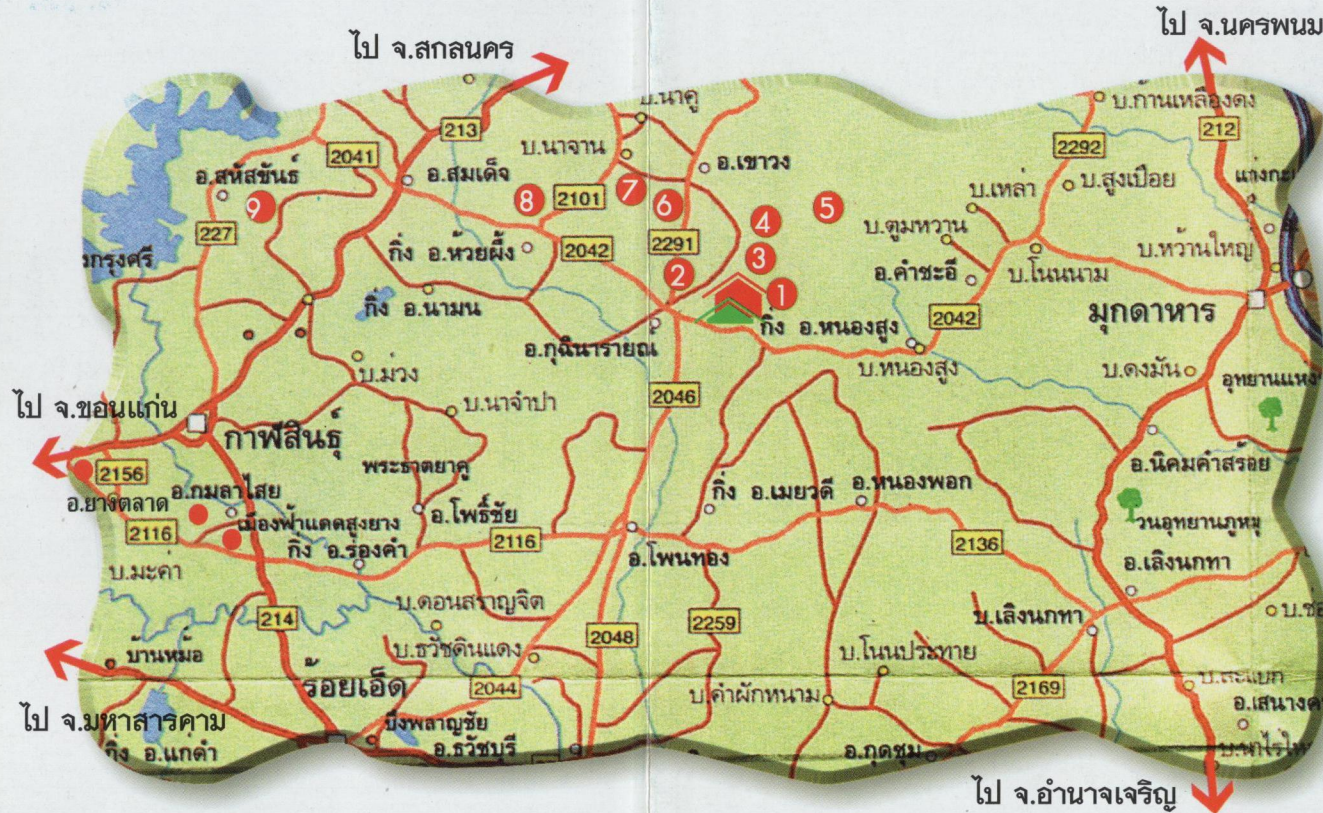 ไป จ.สกลนคร
ไป จ.นครพนม
บ.นาคู
บ.ก้านเหลืองดง
213
212
บ.นาจาน
2292
2041
อ.สหัสขันธ์
อ.สมเด็จ
อ.เขาวง
บ.เหล่า
บ.สูงเปือย
9
8
2101
7
6
4
5
227
บ.ตูมหวาน
บ.หว้านใหญ่
กิ่ง อ.ห้วยผึ้ง
2042
2291
3
อ.คำชะอี
บ.โนนนาม
2
1
กิ่ง อ.นามน
กิ่ง อ.หนองสูง
2042
มุกดาหาร
อ.กุฉินารายณ์
บ.หนองสูง
บ.ม่วง
บ.ดงมัน
2046
ไป จ.ขอนแก่น
บ.นาจำปา
กาฬสินธุ์
2156
พระธาตุยาคู
อ.นิคมคำสร้อย
อ.ยางตลาด
อ.กมลาไสย
กิ่ง อ.เมยวดี
อ.หนองพอก
เมืองฟ้าแดดสูงยาง
อ.โพธิ์ชัย
วนอุทยานภูหมู
2116
กิ่ง อ.ร่องคำ
2116
อ.โพนทอง
2136
บ.มะค่า
อ.เลิงนกทา
บ.ดอนสราญจิต
214
2259
บ.เลิงนกทา
บ้านหม้อ
บ.ธวัชดินแดง
2048
บ.โนนประทาย
ร้อยเอ็ด
2044
บ.คำผักหนาม
2169
ไป จ.มหาสารคาม
บึงพลาญชัย
กิ่ง อ.แกดำ
อ.ธวัชบุรี
อ.กุดชุม
ไป จ.อำนาจเจริญ